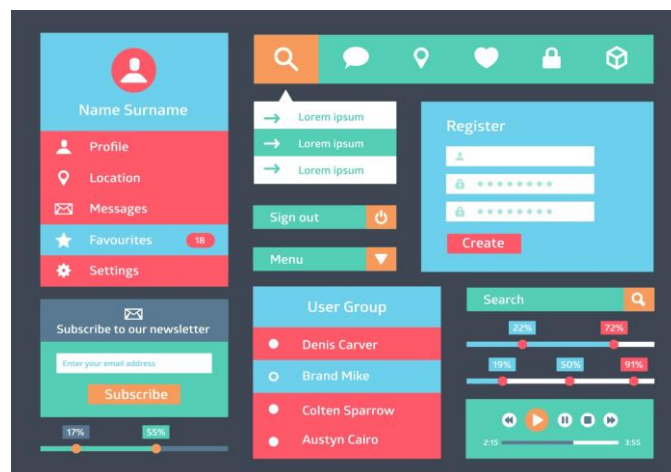 Name Surname
Profile
Location
Messages
Favourites 18
Settings
Subscribe to our newsletter
Enter your email address
Subscribe
17% 55%
Lorem ipsum
Lorem ipsum
Lorem ipsum
Sign out
Menu
Register
Create
User Group
Denis Carver
Brand Mike
Colten Sparrow
Austyn Cairo
Search
22% 72%
19% 50% 91%
2:15 3:55